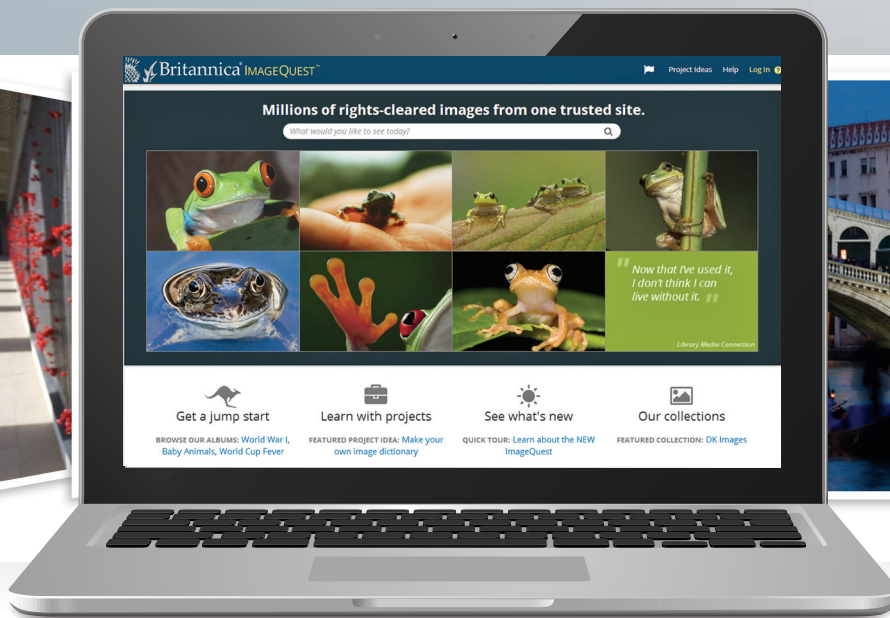 Britannica® IMAGEQUEST™
Project Ideas Help Log In ?
Millions of rights-cleared images from one trusted site.
What would you like to see today?
" Now that I've used it,
I don't think I can
live without it. "
Library Media Connection
Get a jump start
BROWSE OUR ALBUMS: World War I,
Baby Animals, World Cup Fever
Learn with projects
FEATURED PROJECT IDEA: Make your
own image dictionary
See what's new
QUICK TOUR: Learn about the NEW
ImageQuest
Our collections
FEATURED COLLECTION: DK Images